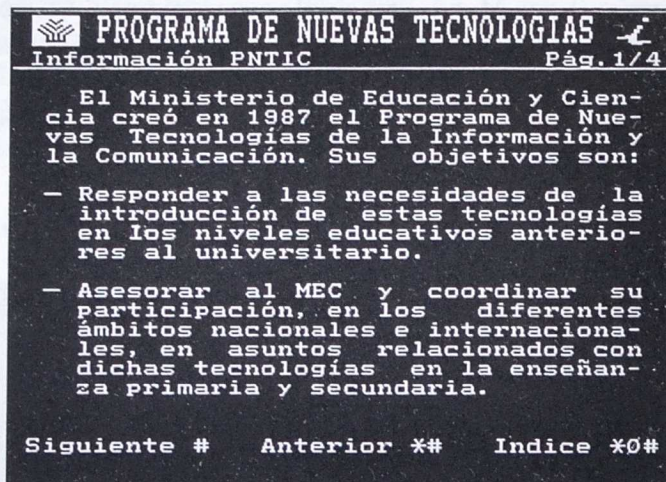 PROGRAMA DE NUEVAS TECNOLOGIAS
Información PNTIC Pág.1/4
El Ministerio de Educación y Cien-
cia creó en 1987 el Programa de Nue-
vas Tecnologías de la Información y
la Comunicación. Sus objetivos son:
— Responder a las necesidades de la
introducción de estas tecnologías
en los niveles educativos anterio-
res al universitario.
— Asesorar al MEC y coordinar su
participación, en los diferentes
ámbitos nacionales e internaciona-
les, en asuntos relacionados con
dichas tecnologías en la enseñan-
za primaria y secundaria.
Siguiente # Anterior *# Indice *Ø#